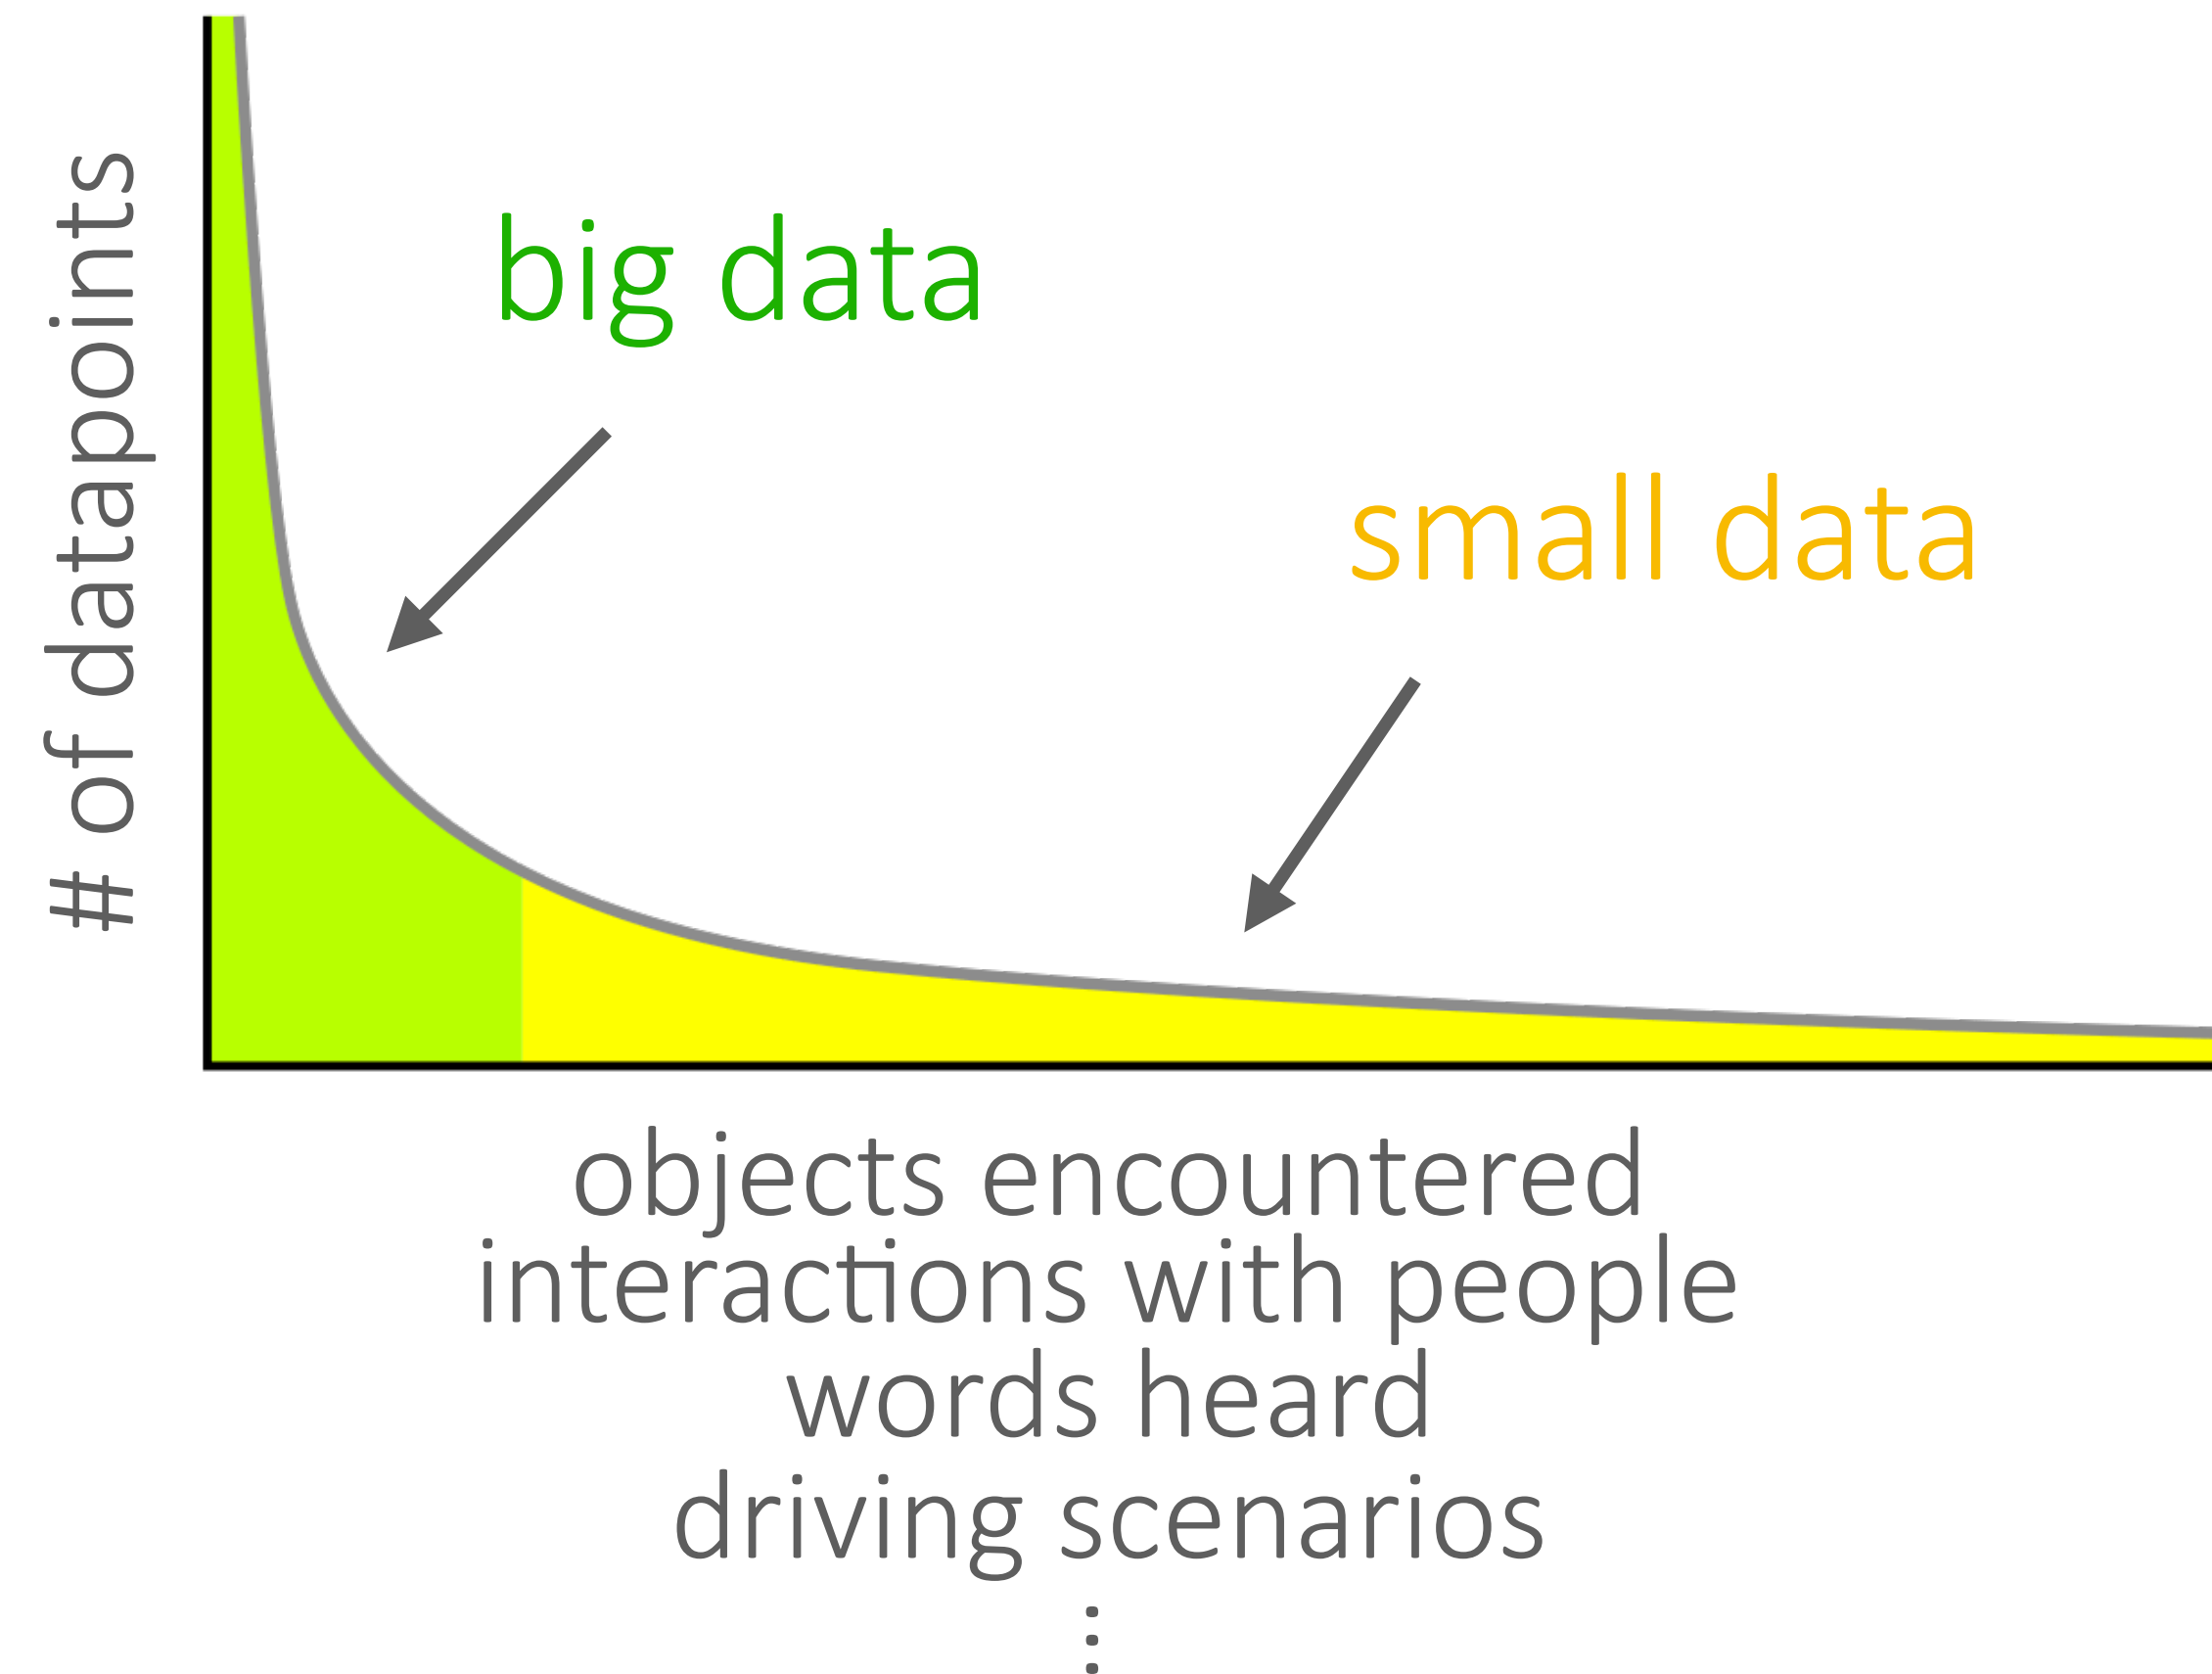 # of datapoints
big data
small data
objects encountered
interactions with people
words heard
driving scenarios
⋮